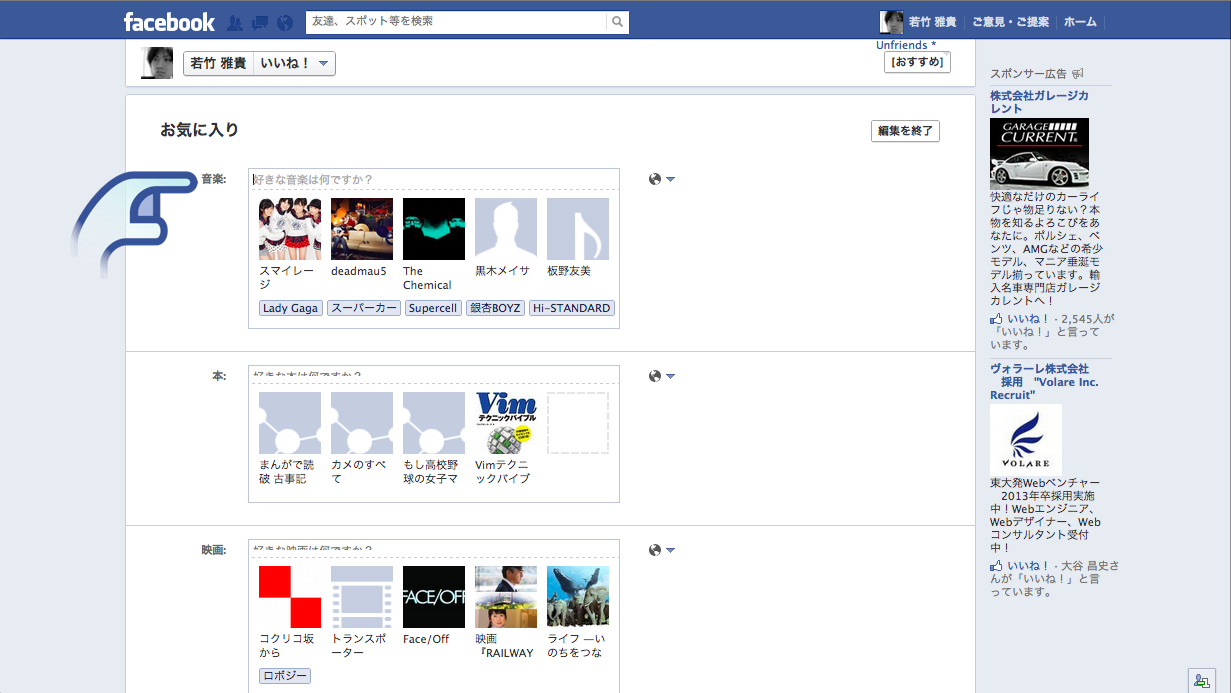 facebook
友達、スポット等を検索
若竹 雅貴
ご意見・ご提案
ホーム
若竹 雅貴
いいね！
Unfriends *
[おすすめ]
お気に入り
編集を終了
音楽:
好きな音楽は何ですか？
スマイレー
ジ
deadmau5
The
Chemical
黒木メイサ
板野友美
Lady Gaga
スーパーカー
Supercell
銀杏BOYZ
Hi-STANDARD
本:
好きな本は何ですか？
Vim
テクニックバイブル
まんがで読
破 古事記
カメのすべ
て
もし高校野
球の女子マ
Vimテクニ
ックバイブ
映画:
好きな映画は何ですか？
FACE/OFF
コクリコ坂
から
トランスポ
ーター
Face/Off
映画
『RAILWAY
ライフ ―い
のちをつな
ロボジー
スポンサー広告
株式会社ガレージカ
レント
GARAGE
CURRENT
快適なだけのカーライ
フじゃ物足りない？本
物を知るよろこびをあ
なたに。ポルシェ、ベ
ンツ、AMGなどの希少
モデル、マニア垂涎モ
デル揃っています。輸
入名車専門店ガレージ
カレントへ！
いいね！ · 2,545人が
「いいね！」と言って
います。
ヴォラーレ株式会社
採用　"Volare Inc.
Recruit"
VOLARE
東大発Webベンチャー
2013年卒採用実施
中！Webエンジニア、
Webデザイナー、Web
コンサルタント受付
中！
いいね！ · 大谷 昌史さ
んが「いいね！」と言
っています。